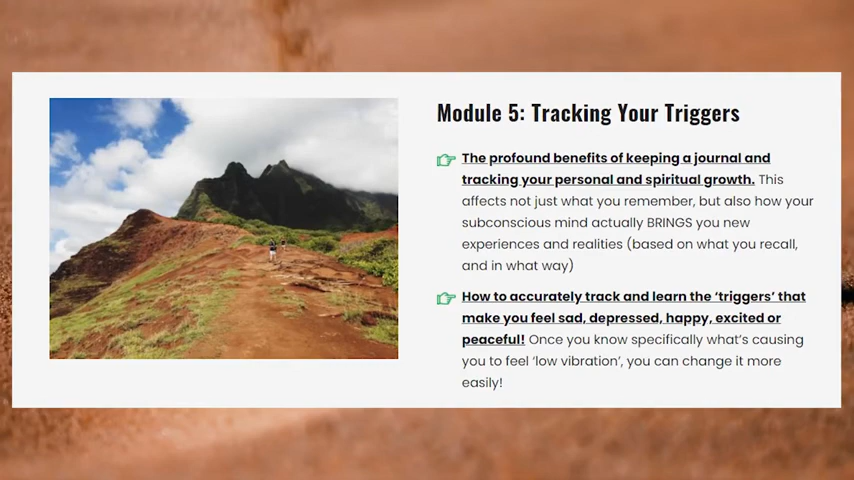 Module 5: Tracking Your Triggers
The profound benefits of keeping a journal and
tracking your personal and spiritual growth. This
affects not just what you remember, but also how your
subconscious mind actually BRINGS you new
experiences and realities (based on what you recall,
and in what way)
How to accurately track and learn the ‘triggers’ that
make you feel sad, depressed, happy, excited or
peaceful! Once you know specifically what’s causing
you to feel ‘low vibration’, you can change it more
easily!